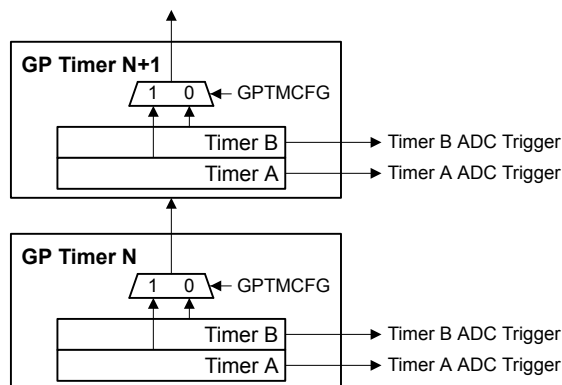 GP Timer N+1
1 0 GPTMCFG
Timer B Timer B ADC Trigger
Timer A Timer A ADC Trigger
GP Timer N
1 0 GPTMCFG
Timer B Timer B ADC Trigger
Timer A Timer A ADC Trigger